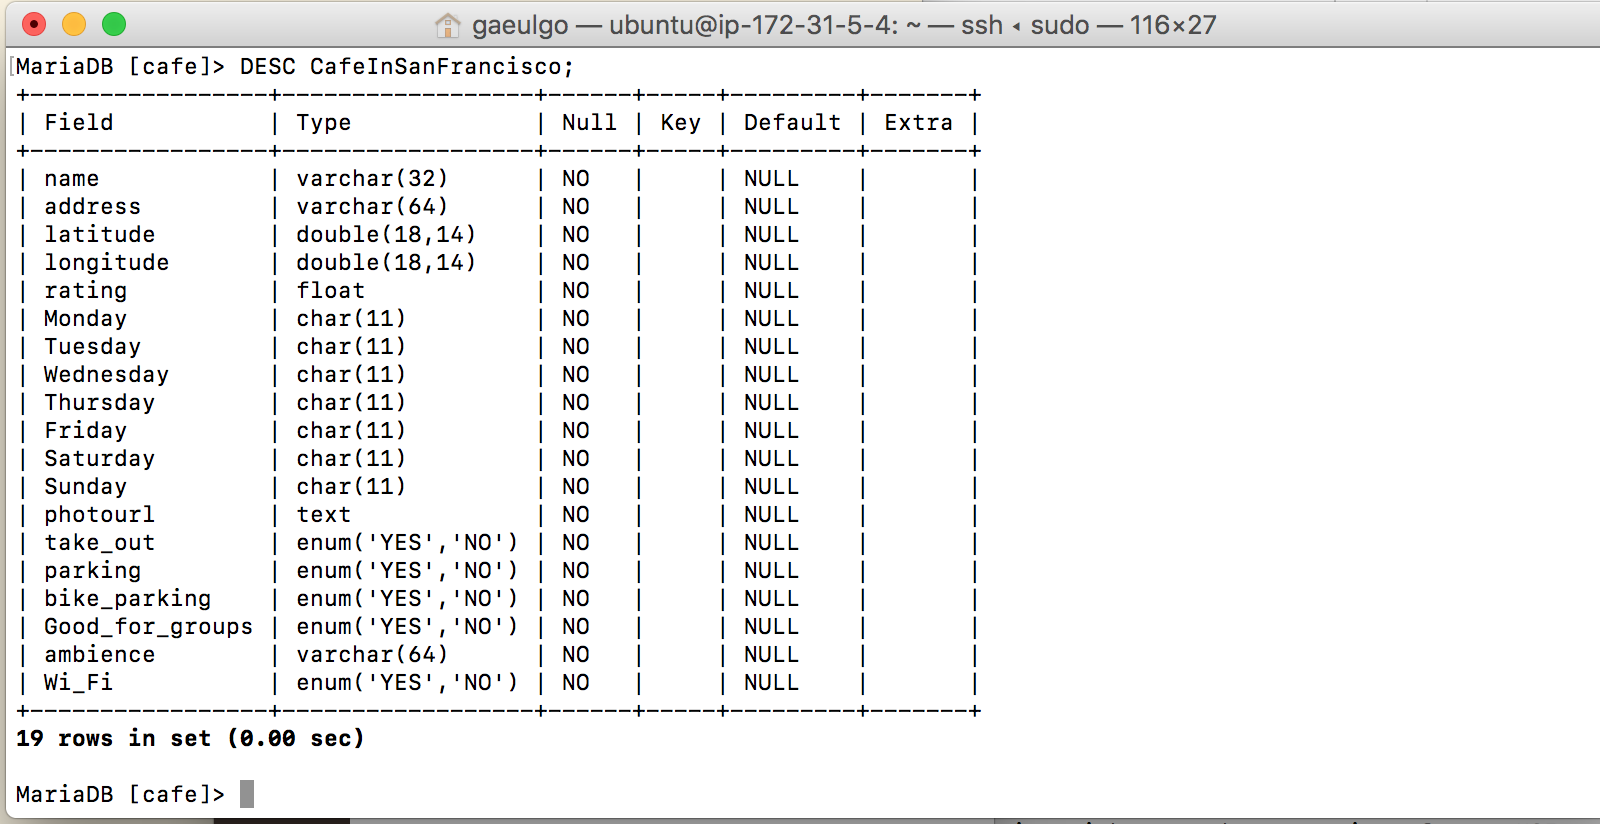 gaeulgo — ubuntu@ip-172-31-5-4: ~ — ssh ◂ sudo — 116×27
[MariaDB [cafe]> DESC CafeInSanFrancisco;
+-----------------+------------------+------+-----+---------+-------+
| Field           | Type             | Null | Key | Default | Extra |
+-----------------+------------------+------+-----+---------+-------+
| name            | varchar(32)      | NO   |     | NULL    |       |
| address         | varchar(64)      | NO   |     | NULL    |       |
| latitude        | double(18,14)    | NO   |     | NULL    |       |
| longitude       | double(18,14)    | NO   |     | NULL    |       |
| rating          | float            | NO   |     | NULL    |       |
| Monday          | char(11)         | NO   |     | NULL    |       |
| Tuesday         | char(11)         | NO   |     | NULL    |       |
| Wednesday       | char(11)         | NO   |     | NULL    |       |
| Thursday        | char(11)         | NO   |     | NULL    |       |
| Friday          | char(11)         | NO   |     | NULL    |       |
| Saturday        | char(11)         | NO   |     | NULL    |       |
| Sunday          | char(11)         | NO   |     | NULL    |       |
| photourl        | text             | NO   |     | NULL    |       |
| take_out        | enum('YES','NO') | NO   |     | NULL    |       |
| parking         | enum('YES','NO') | NO   |     | NULL    |       |
| bike_parking    | enum('YES','NO') | NO   |     | NULL    |       |
| Good_for_groups | enum('YES','NO') | NO   |     | NULL    |       |
| ambience        | varchar(64)      | NO   |     | NULL    |       |
| Wi_Fi           | enum('YES','NO') | NO   |     | NULL    |       |
+-----------------+------------------+------+-----+---------+-------+
19 rows in set (0.00 sec)
MariaDB [cafe]>